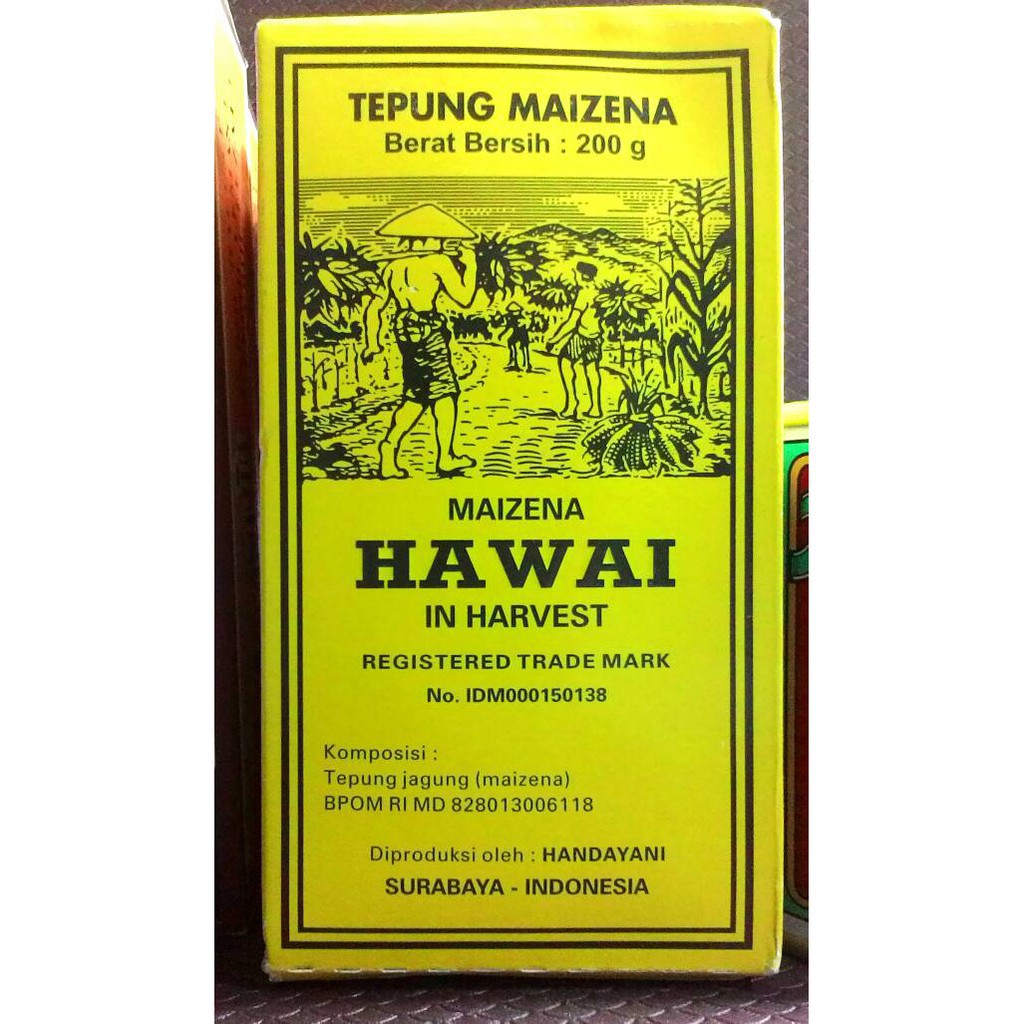 TEPUNG MAIZENA
Berat Bersih : 200 g
MAIZENA
HAWAI
IN HARVEST
REGISTERED TRADE MARK
No. IDM000150138
Komposisi :
Tepung jagung (maizena)
BPOM RI MD 828013006118
Diproduksi oleh : HANDAYANI
SURABAYA - INDONESIA